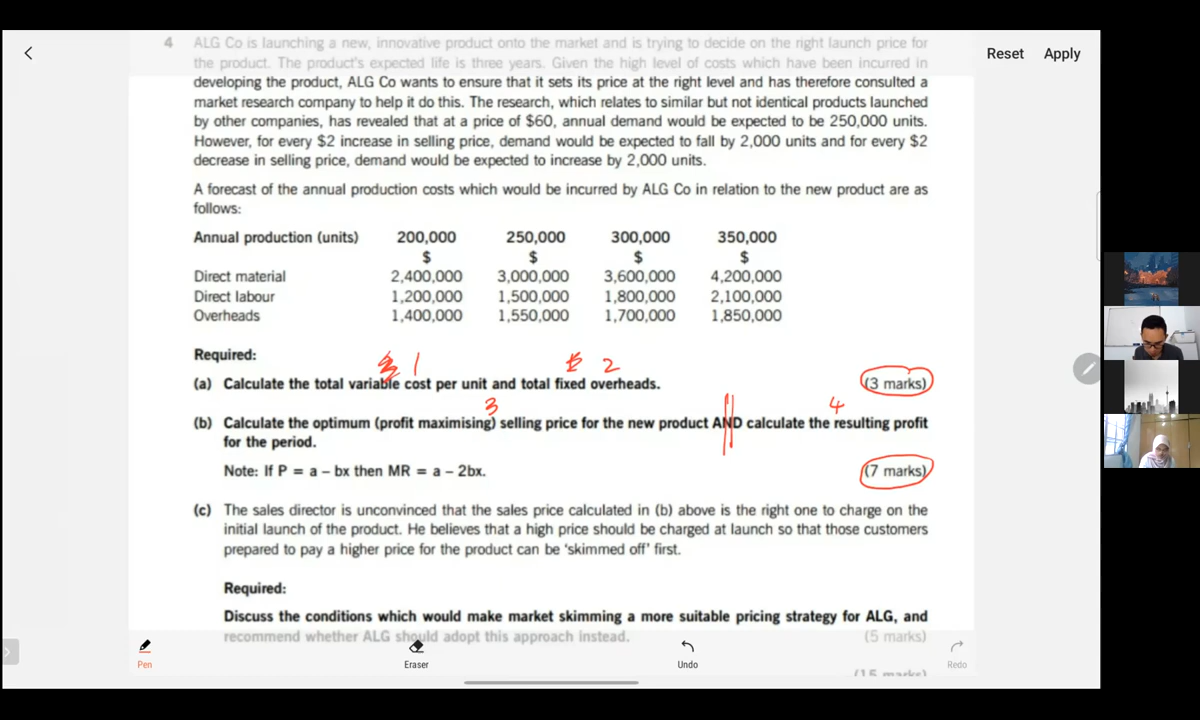 Reset Apply
4 ALG Co is launching a new, innovative product onto the market and is trying to decide on the right launch price for
the product. The product's expected life is three years. Given the high level of costs which have been incurred in
developing the product, ALG Co wants to ensure that it sets its price at the right level and has therefore consulted a
market research company to help it do this. The research, which relates to similar but not identical products launched
by other companies, has revealed that at a price of $60, annual demand would be expected to be 250,000 units.
However, for every $2 increase in selling price, demand would be expected to fall by 2,000 units and for every $2
decrease in selling price, demand would be expected to increase by 2,000 units.
A forecast of the annual production costs which would be incurred by ALG Co in relation to the new product are as
follows:
Annual production (units) 200,000 250,000 300,000 350,000
$ $ $ $
Direct material 2,400,000 3,000,000 3,600,000 4,200,000
Direct labour 1,200,000 1,500,000 1,800,000 2,100,000
Overheads 1,400,000 1,550,000 1,700,000 1,850,000
Required:
1 2
(a) Calculate the total variable cost per unit and total fixed overheads. (3 marks)
3 4
(b) Calculate the optimum (profit maximising) selling price for the new product AND calculate the resulting profit
for the period.
Note: If P = a – bx then MR = a – 2bx. (7 marks)
(c) The sales director is unconvinced that the sales price calculated in (b) above is the right one to charge on the
initial launch of the product. He believes that a high price should be charged at launch so that those customers
prepared to pay a higher price for the product can be 'skimmed off' first.
Required:
Discuss the conditions which would make market skimming a more suitable pricing strategy for ALG, and
recommend whether ALG should adopt this approach instead. (5 marks)
(15 marks)
Pen Eraser Undo Redo